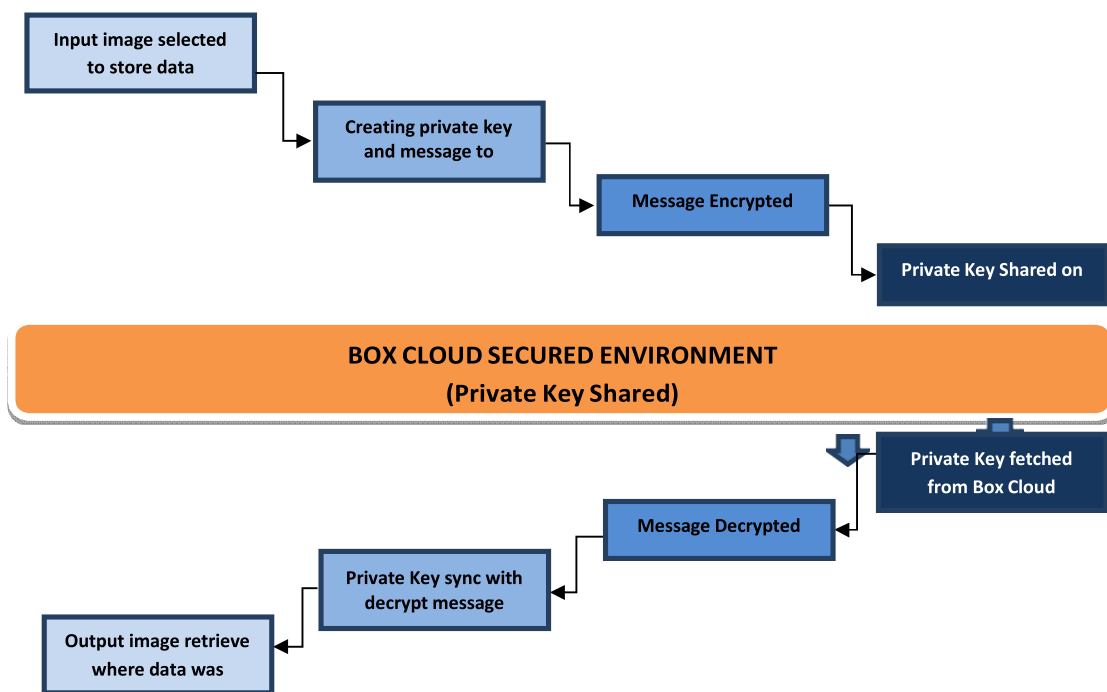 Input image selected
to store data
Creating private key
and message to
Message Encrypted
Private Key Shared on
BOX CLOUD SECURED ENVIRONMENT
(Private Key Shared)
Private Key fetched
from Box Cloud
Message Decrypted
Private Key sync with
decrypt message
Output image retrieve
where data was